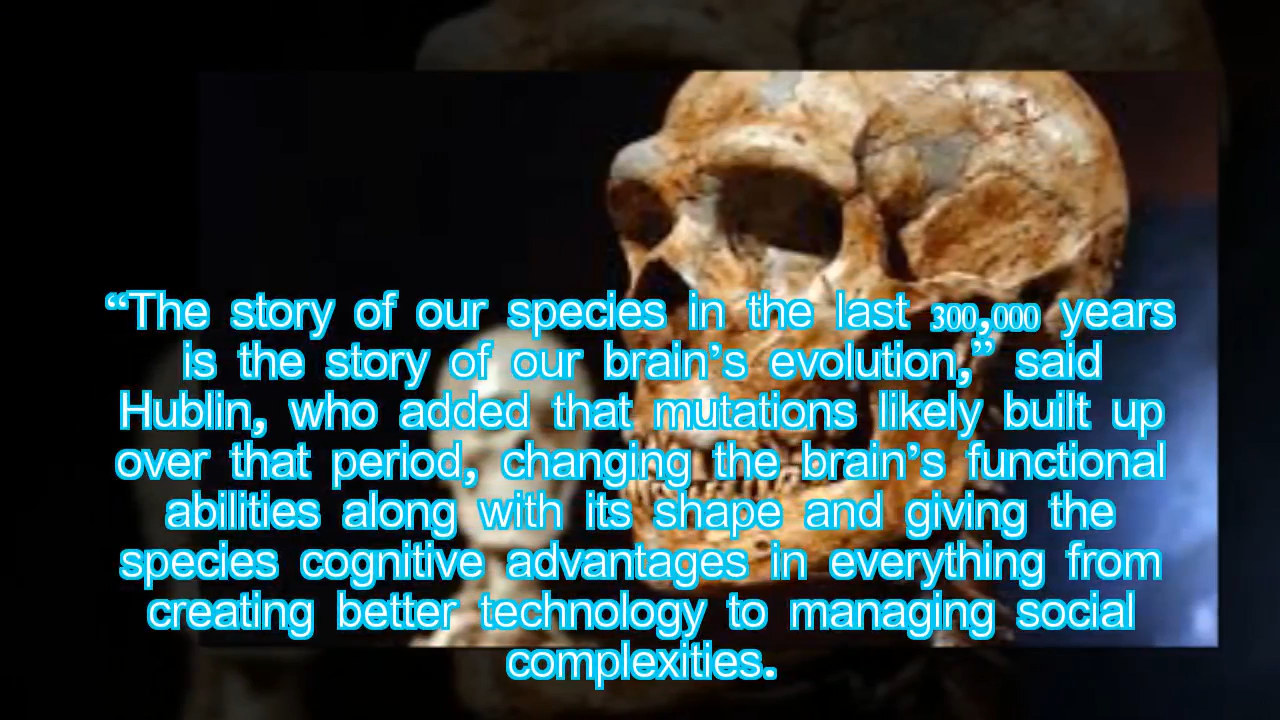 “The story of our species in the last 300,000 years
is the story of our brain’s evolution,” said
Hublin, who added that mutations likely built up
over that period, changing the brain’s functional
abilities along with its shape and giving the
species cognitive advantages in everything from
creating better technology to managing social
complexities.